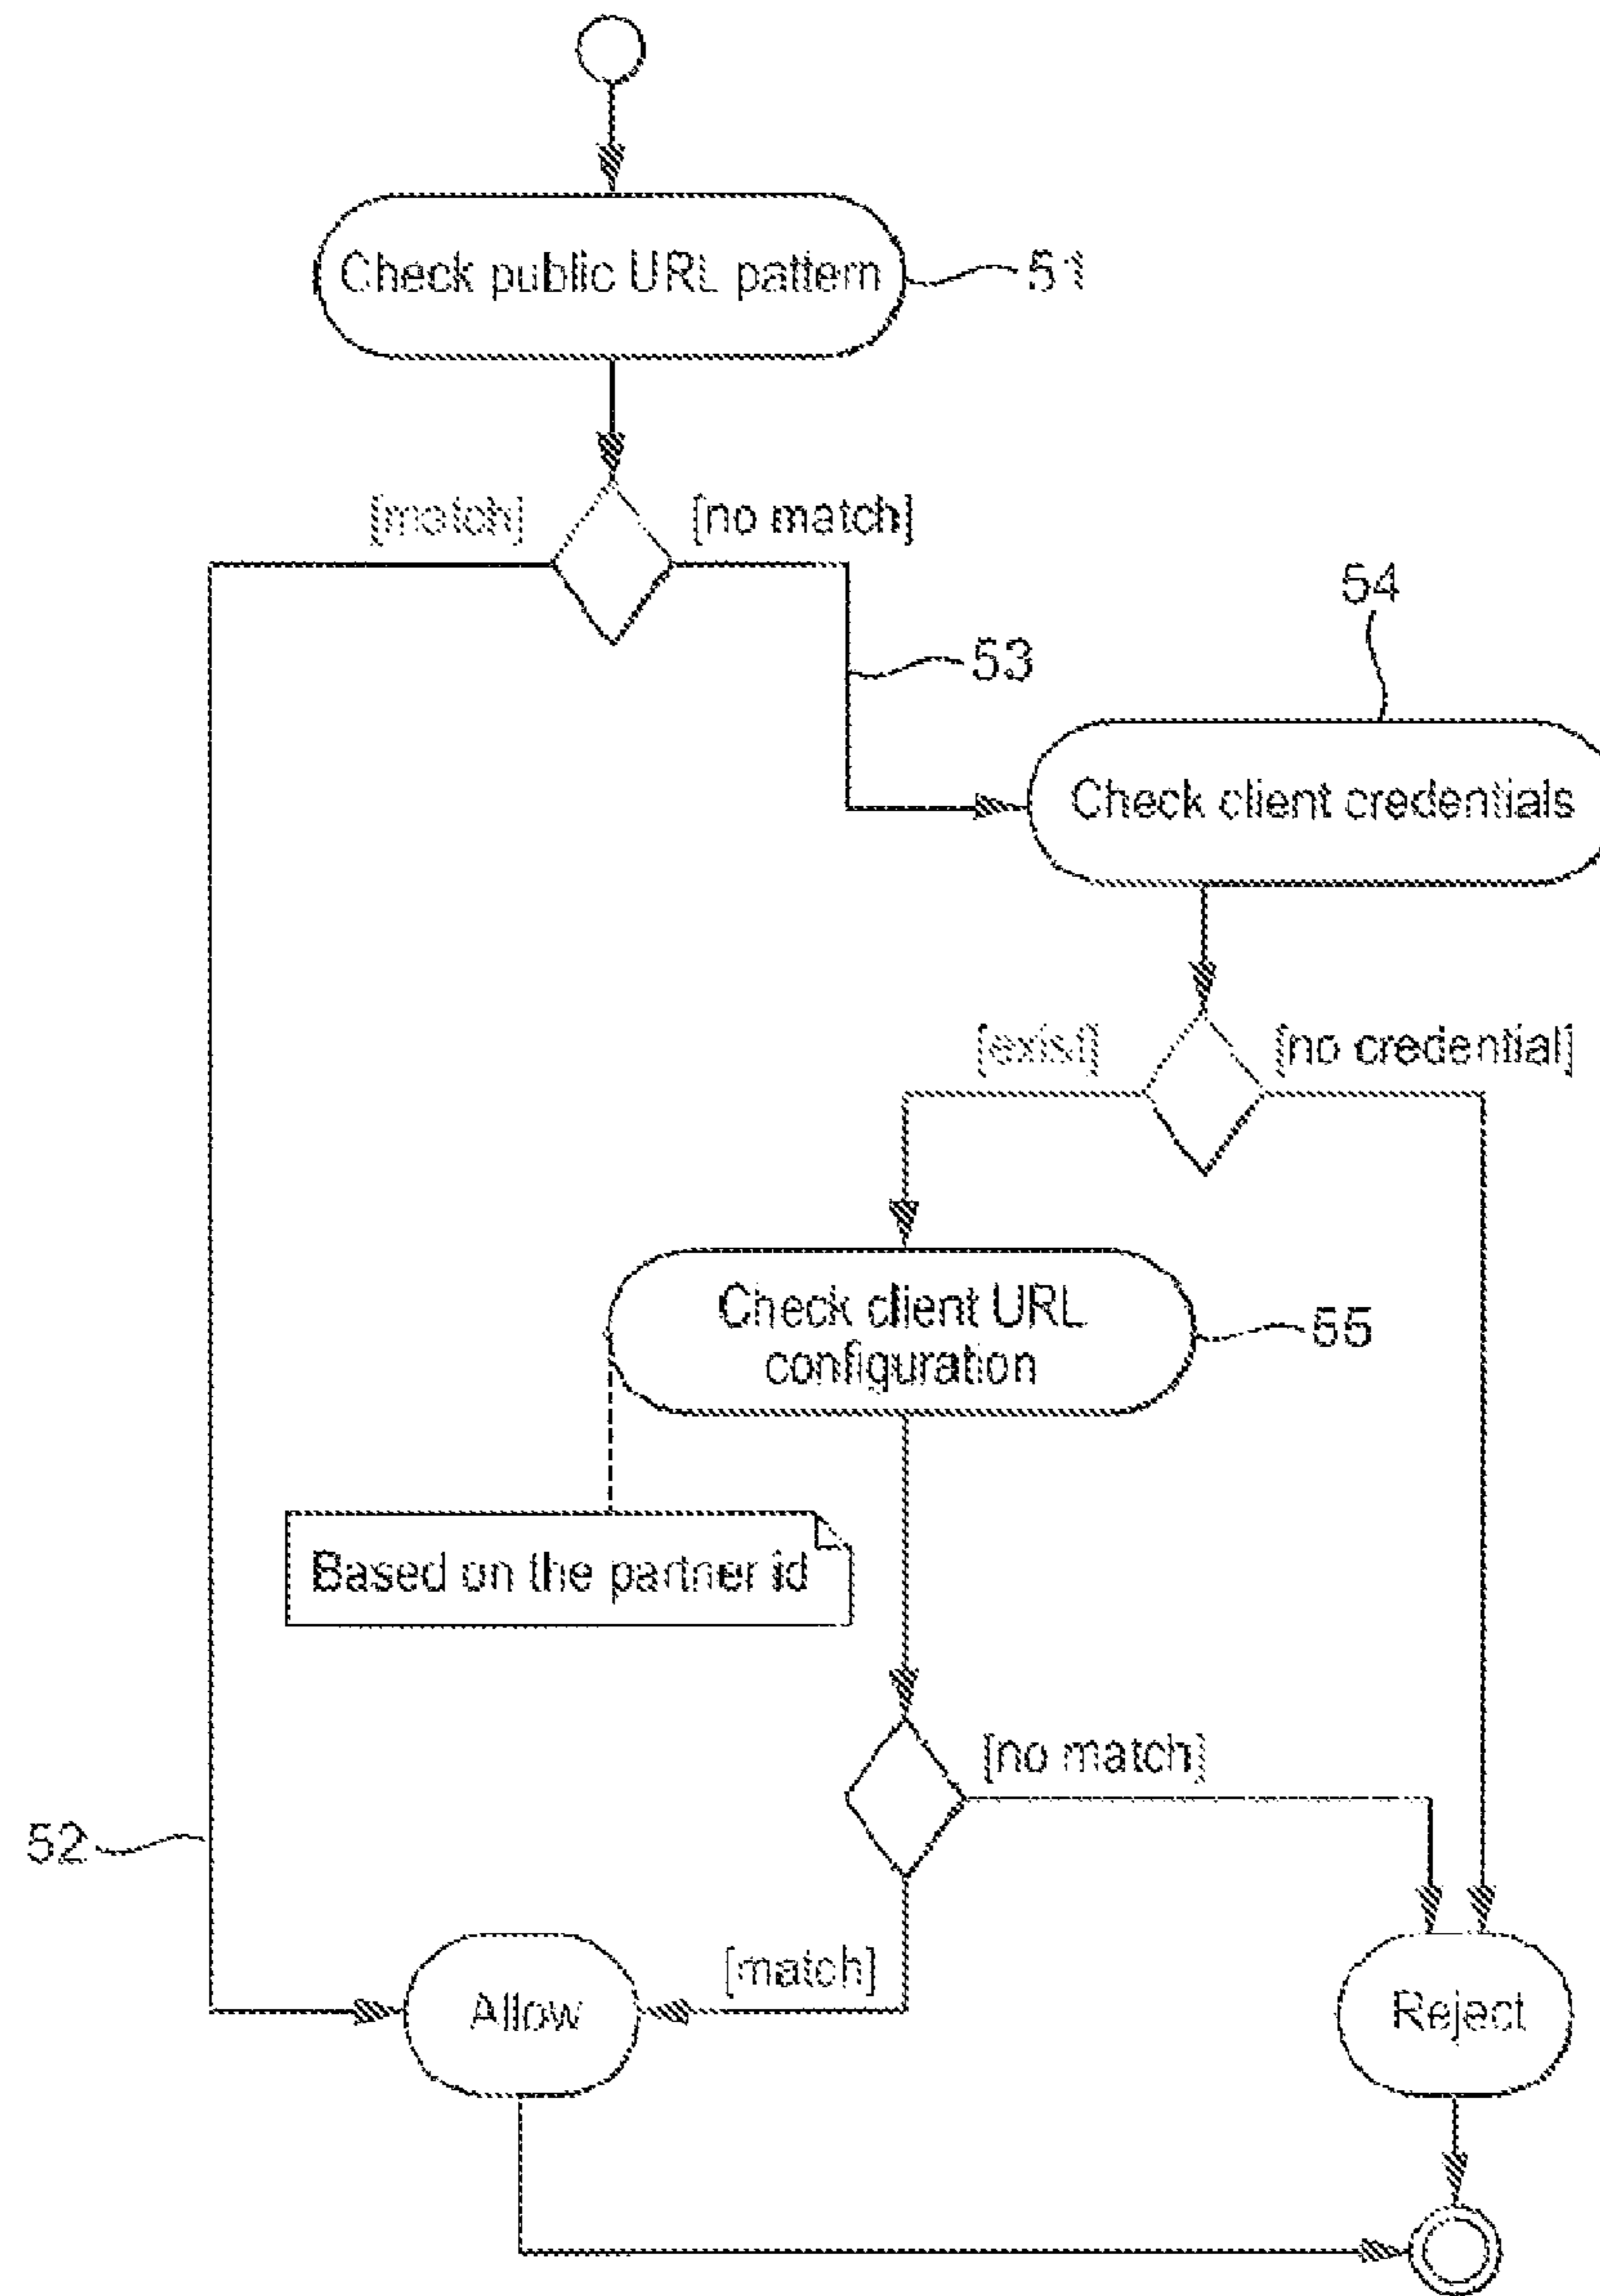 Check public URL pattern
51
[match]
[no match]
54
53
Check client credentials
[exist]
[no credential]
Check client URL
configuration
55
Based on the partner id
[no match]
52
[match]
Allow
Reject